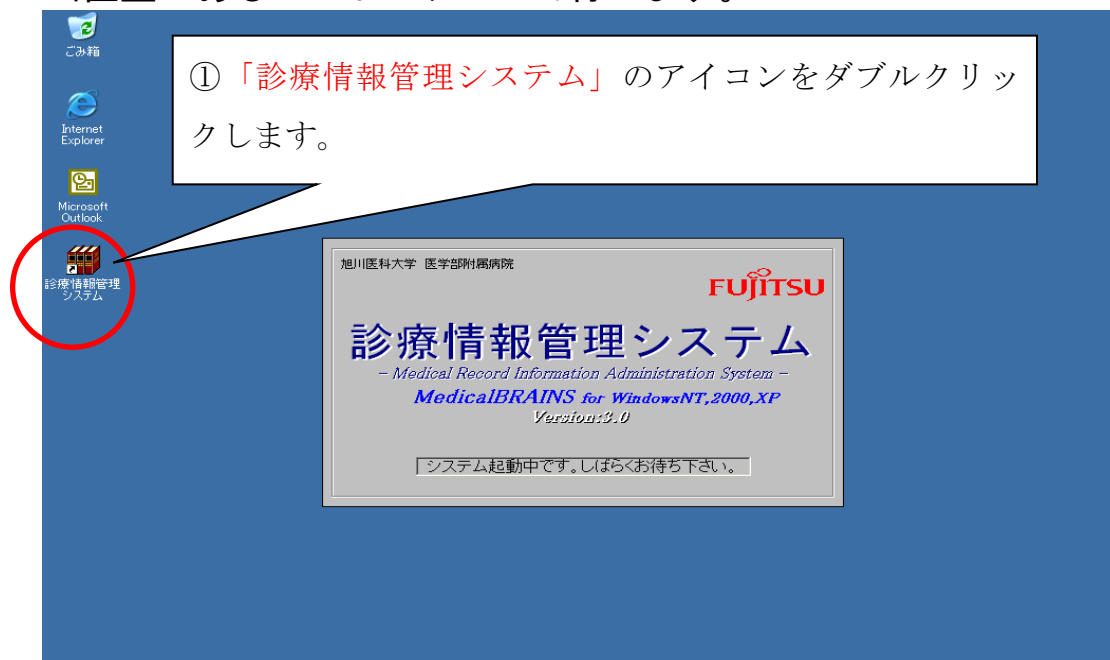 ごみ箱
①「診療情報管理システム」のアイコンをダブルクリッ
クします。
Internet
Explorer
Microsoft
Outlook
診療情報管理
システム
旭川医科大学 医学部附属病院
FUJITSU
診療情報管理システム
- Medical Record Information Administration System -
MedicalBRAINS for WindowsNT,2000,XP
Version:3.0
システム起動中です。しばらくお待ち下さい。